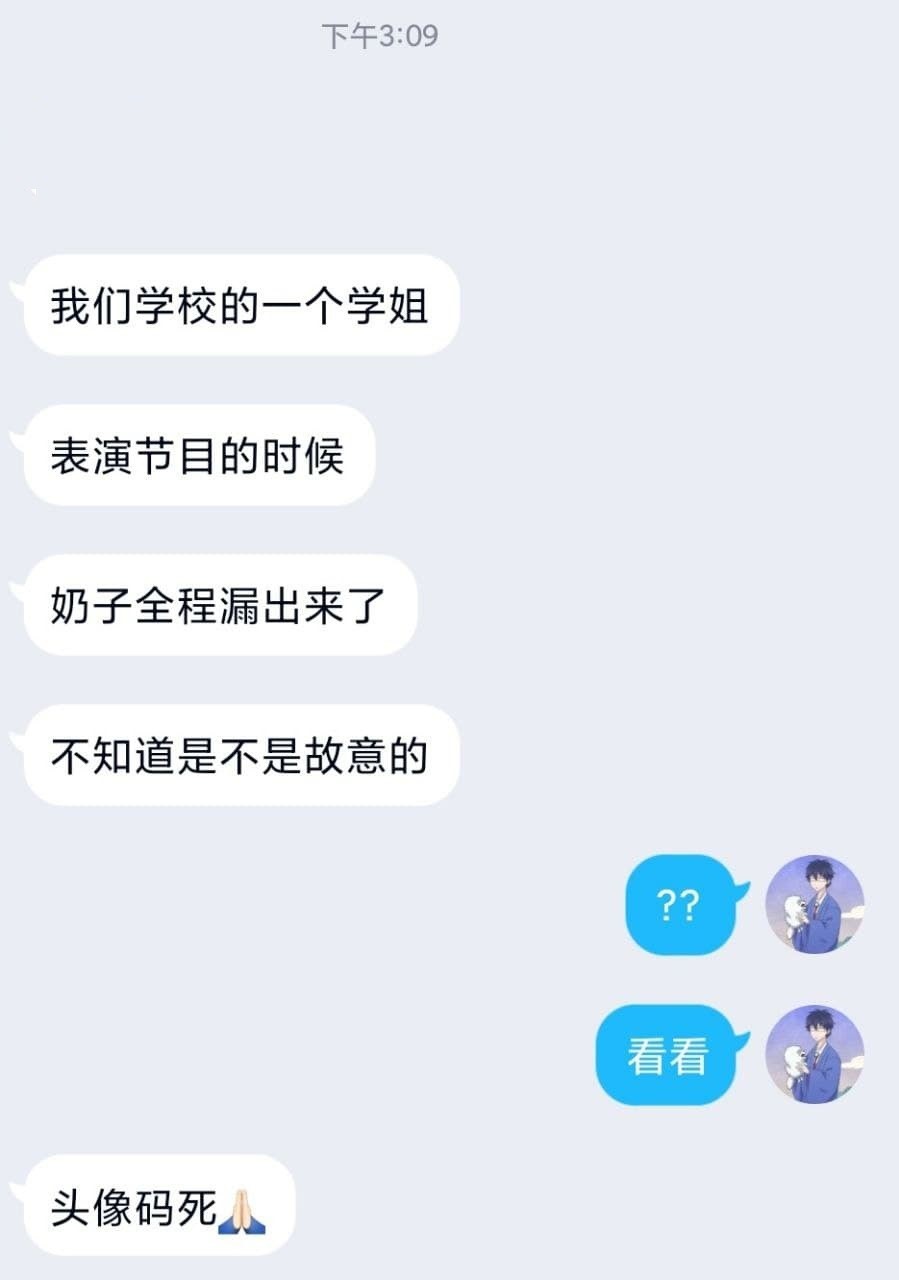 下午3:09
我们学校的一个学姐
表演节目的时候
奶子全程漏出来了
不知道是不是故意的
??
看看
头像码死🙏🏻